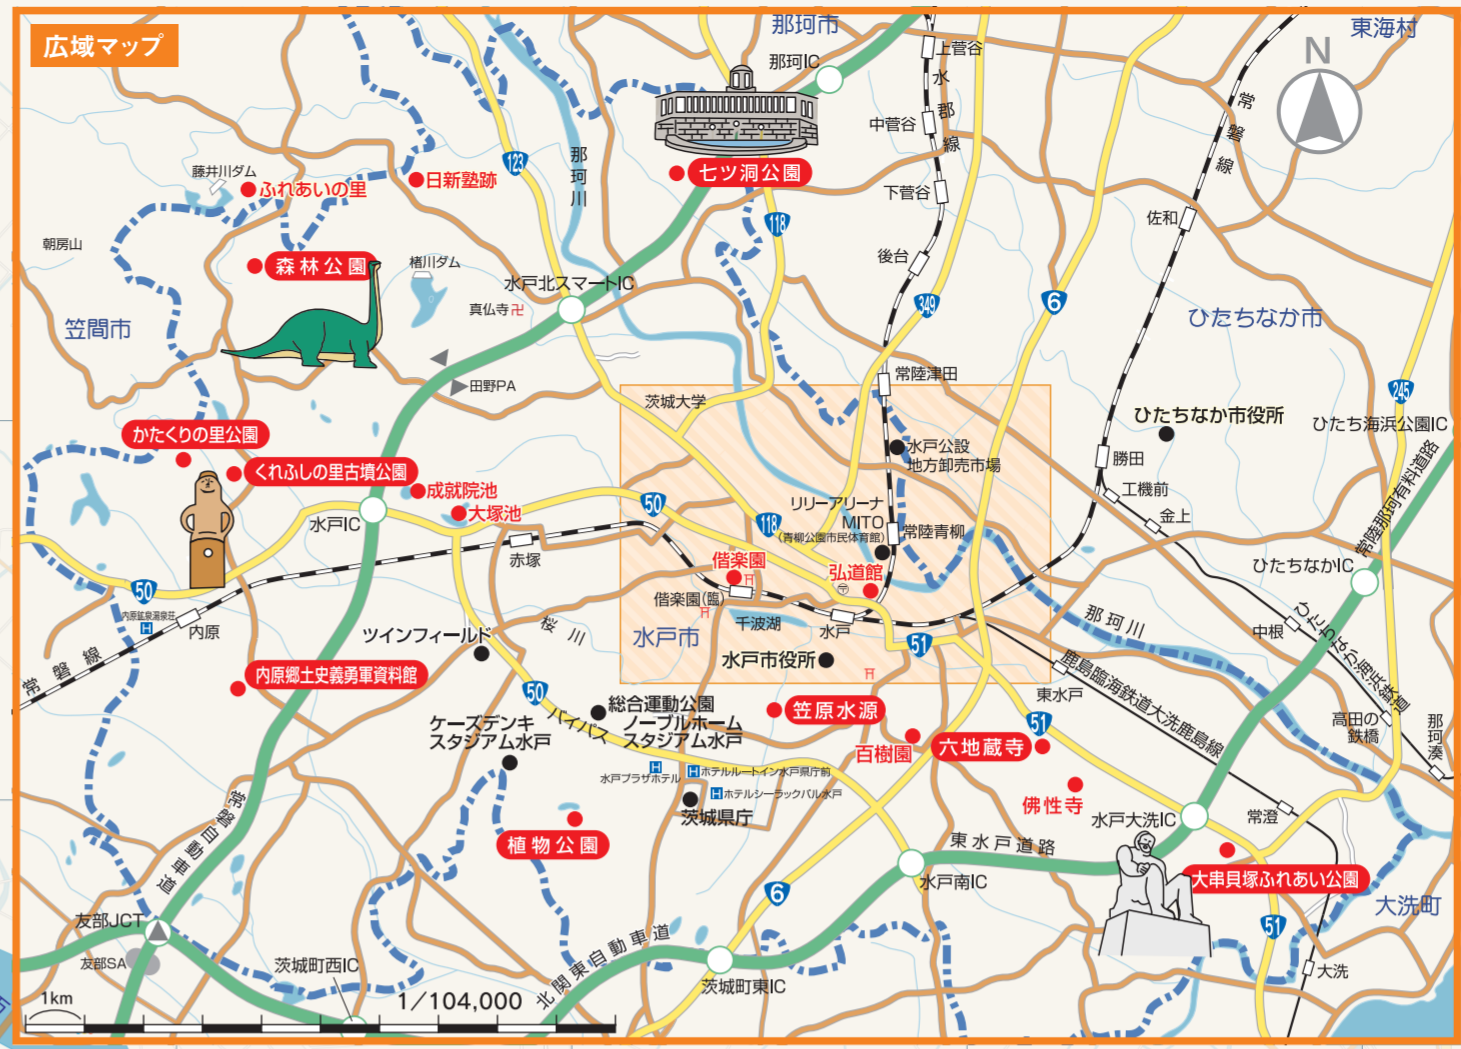 広域マップ
那珂市
東海村
N
那珂IC
上菅谷
水郡線
常磐線
中菅谷
那珂川
123
藤井川ダム
ふれあいの里
日新塾跡
七ツ洞公園
下菅谷
118
佐和
朝房山
森林公園
楮川ダム
後台
水戸北スマートIC
真仏寺
349
6
笠間市
ひたちなか市
田野PA
常陸津田
茨城大学
245
ひたちなか市役所
ひたち海浜公園IC
かたくりの里公園
くれふしの里古墳公園
水戸公設
地方卸売市場
勝田
成就院池
大塚池
工機前
水戸IC
50
118
リリーアリーナ
MITO
(青柳公園市民体育館)
常陸青柳
金上
常陸那珂有料道路
赤塚
偕楽園
弘道館
ひたちなかIC
50
偕楽園(臨)
千波湖
水戸
那珂川
中根
ひたちなか海浜鉄道
内原鉱泉湯泉荘
H
内原
ツインフィールド
桜川
水戸市
51
水戸市役所
常磐線
内原郷土史義勇軍資料館
50
バイパス
東水戸
鹿島臨海鉄道大洗鹿島線
総合運動公園
ノーブルホーム
スタジアム水戸
笠原水源
51
高田の
鉄橋
那珂湊
ケーズデンキ
スタジアム水戸
百樹園
六地蔵寺
H
水戸プラザホテル
H
ホテルルートイン水戸県庁前
H
ホテルシーラックパル水戸
茨城県庁
佛性寺
常磐自動車道
植物公園
水戸大洗IC
常澄
東水戸道路
水戸南IC
大串貝塚ふれあい公園
6
大洗町
友部JCT
51
友部SA
茨城町西IC
北関東自動車道
茨城町東IC
大洗
1km
1/104,000